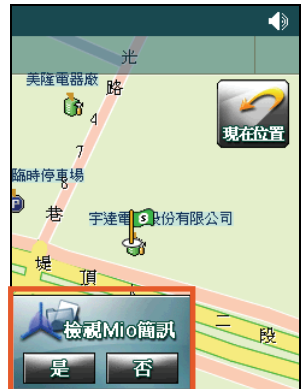 光
美隆電器廠
路
4
7
8
臨時停車場
巷
P
現在位置
S
宇達電 股份有限公司
堤
頂
二
段
檢視Mio簡訊
是
否